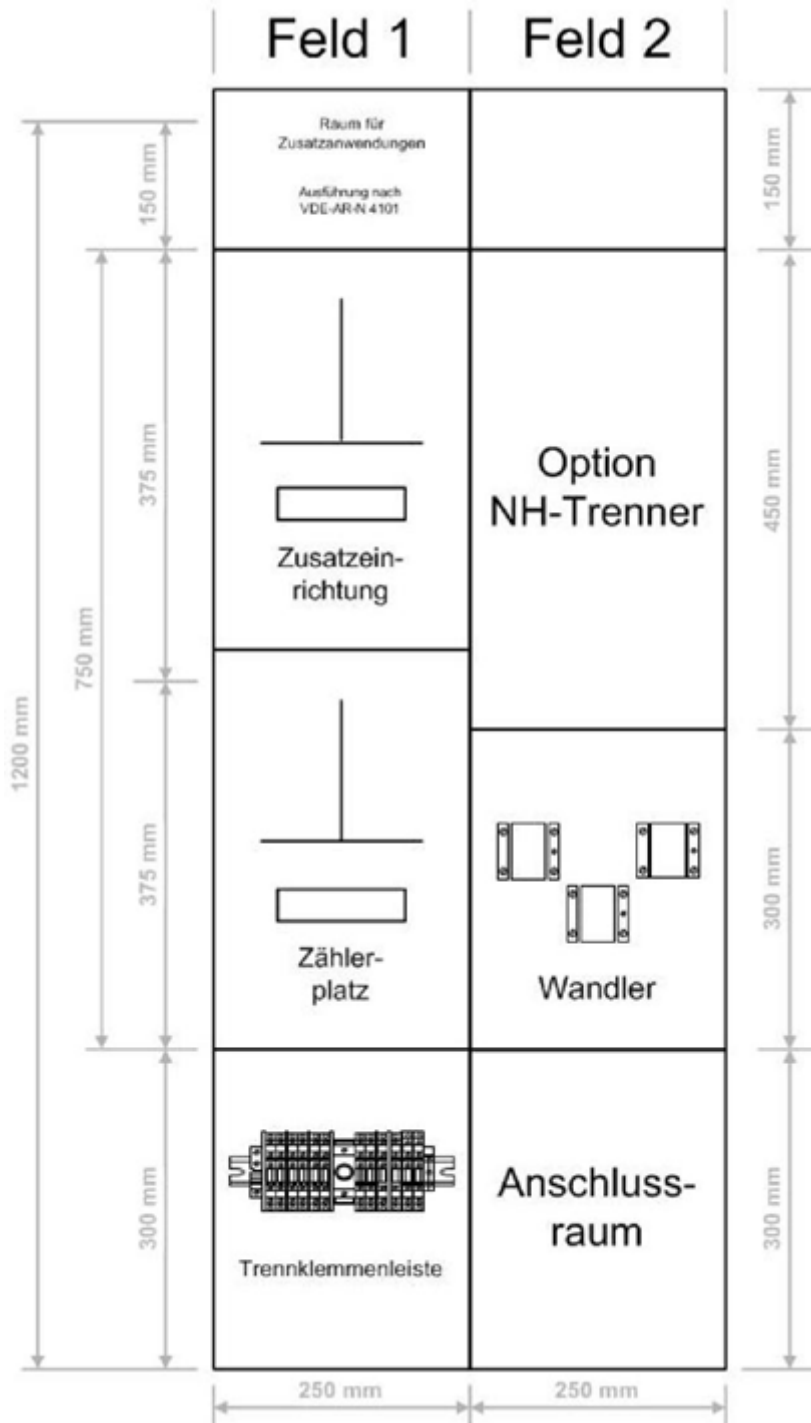 Feld 1
Feld 2
Raum für
Zusatzanwendungen
Ausführung nach
VDE-AR-N 4101
Zusatzein-
richtung
Zähler-
platz
Trennklemmenleiste
Option
NH-Trenner
Wandler
Anschluss-
raum
1200 mm
750 mm
150 mm
375 mm
375 mm
300 mm
150 mm
450 mm
300 mm
300 mm
250 mm
250 mm